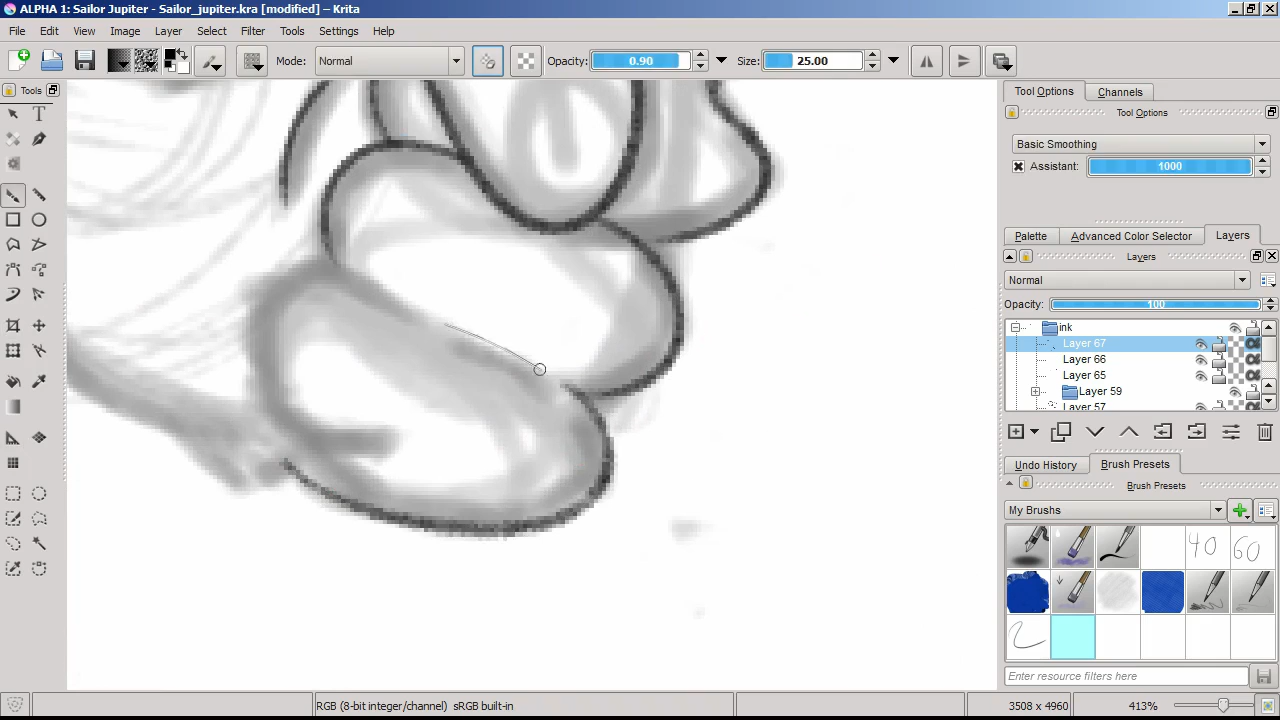 ALPHA 1: Sailor Jupiter - Sailor_jupiter.kra [modified] – Krita
File Edit View Image Layer Select Filter Tools Settings Help
Mode: Normal Opacity: 0.90 Size: 25.00
Tools
Tool Options Channels
Tool Options
Basic Smoothing
Assistant: 1000
Palette Advanced Color Selector Layers
Layers
Normal
Opacity: 100
ink
Layer 67
Layer 66
Layer 65
Layer 59
Layer 57
Undo History Brush Presets
Brush Presets
My Brushes
40 60
Enter resource filters here
RGB (8-bit integer/channel) sRGB built-in 3508 x 4960 413%